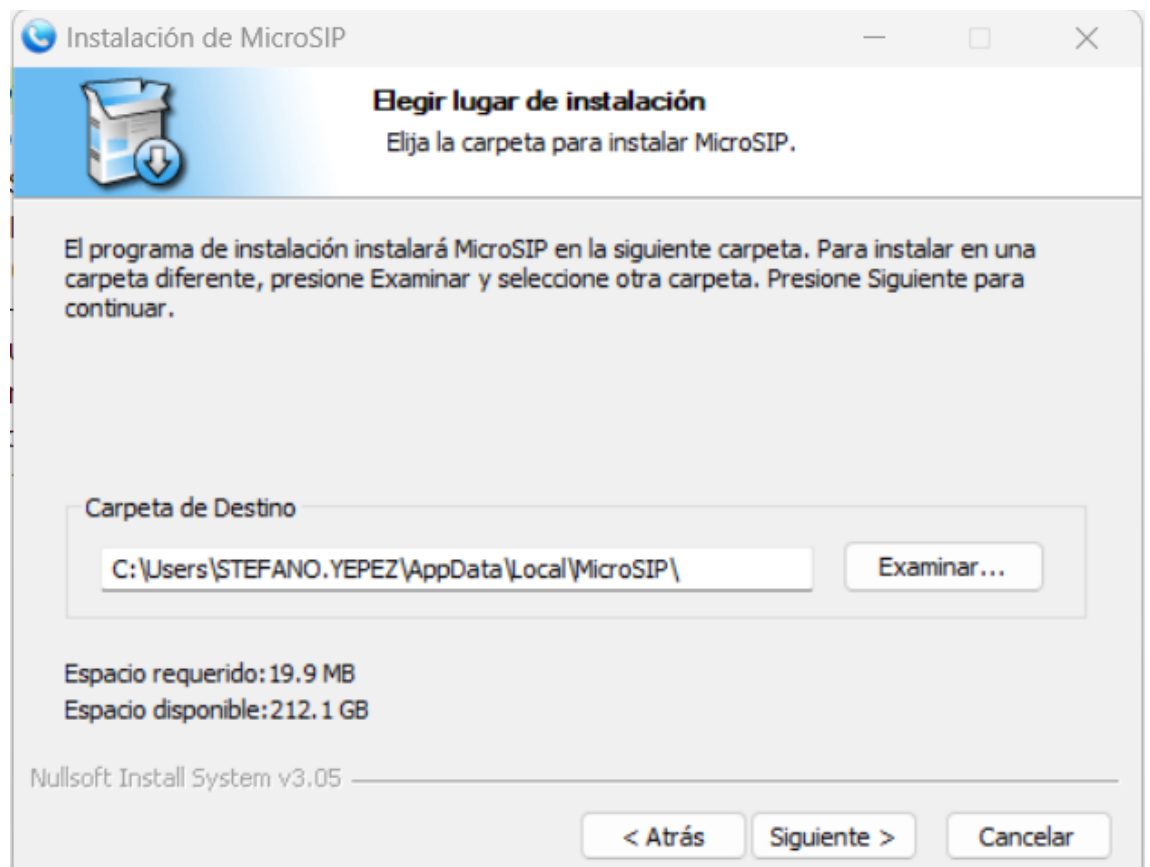 Instalación de MicroSIP
Elegir lugar de instalación
Elija la carpeta para instalar MicroSIP.
El programa de instalación instalará MicroSIP en la siguiente carpeta. Para instalar en una
carpeta diferente, presione Examinar y seleccione otra carpeta. Presione Siguiente para
continuar.
Carpeta de Destino
C:\Users\STEFANO.YEPEZ\AppData\Local\MicroSIP\
Examinar...
Espacio requerido: 19.9 MB
Espacio disponible: 212.1 GB
Nullsoft Install System v3.05
< Atrás
Siguiente >
Cancelar